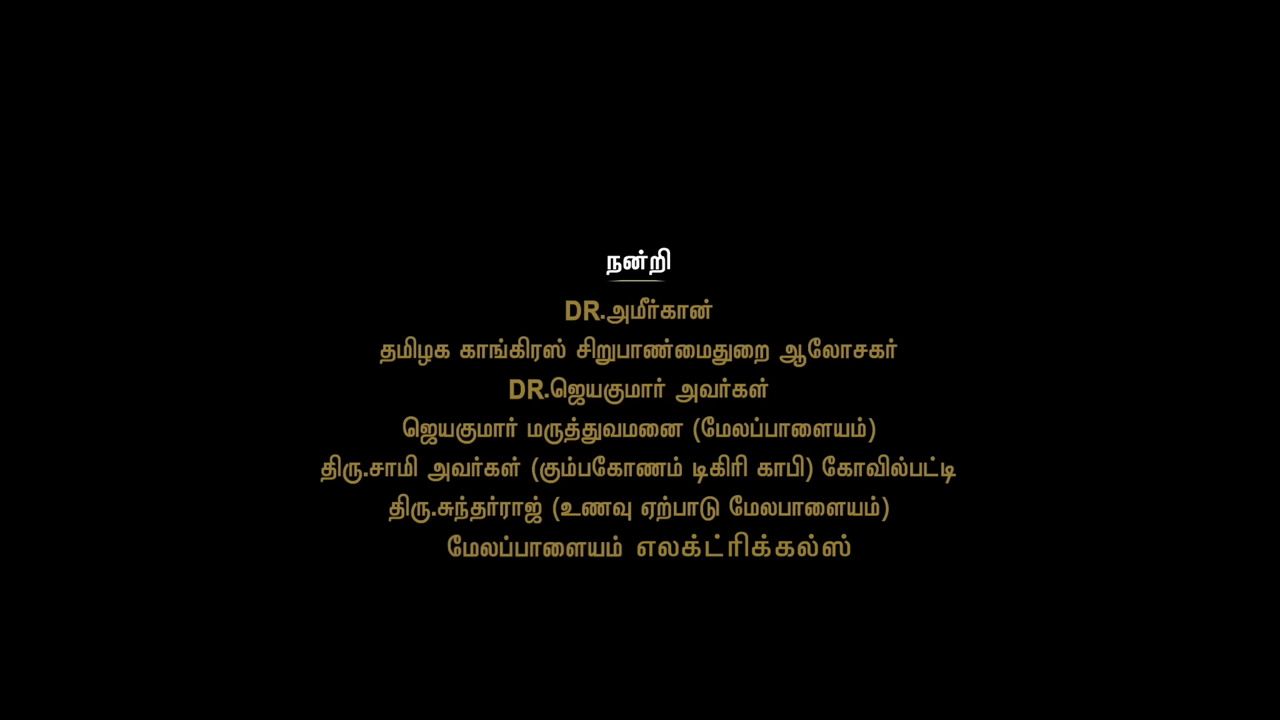 நன்றி
DR.அமீர்கான்
தமிழக காங்கிரஸ் சிறுபாண்மைதுறை ஆலோசகர்
DR.ஜெயகுமார் அவர்கள்
ஜெயகுமார் மருத்துவமனை (மேலப்பாளையம்)
திரு.சாமி அவர்கள் (கும்பகோணம் டிகிரி காபி) கோவில்பட்டி
திரு.சுந்தர்ராஜ் (உணவு ஏற்பாடு மேலபாளையம்)
மேலப்பாளையம் எலக்ட்ரிக்கல்ஸ்